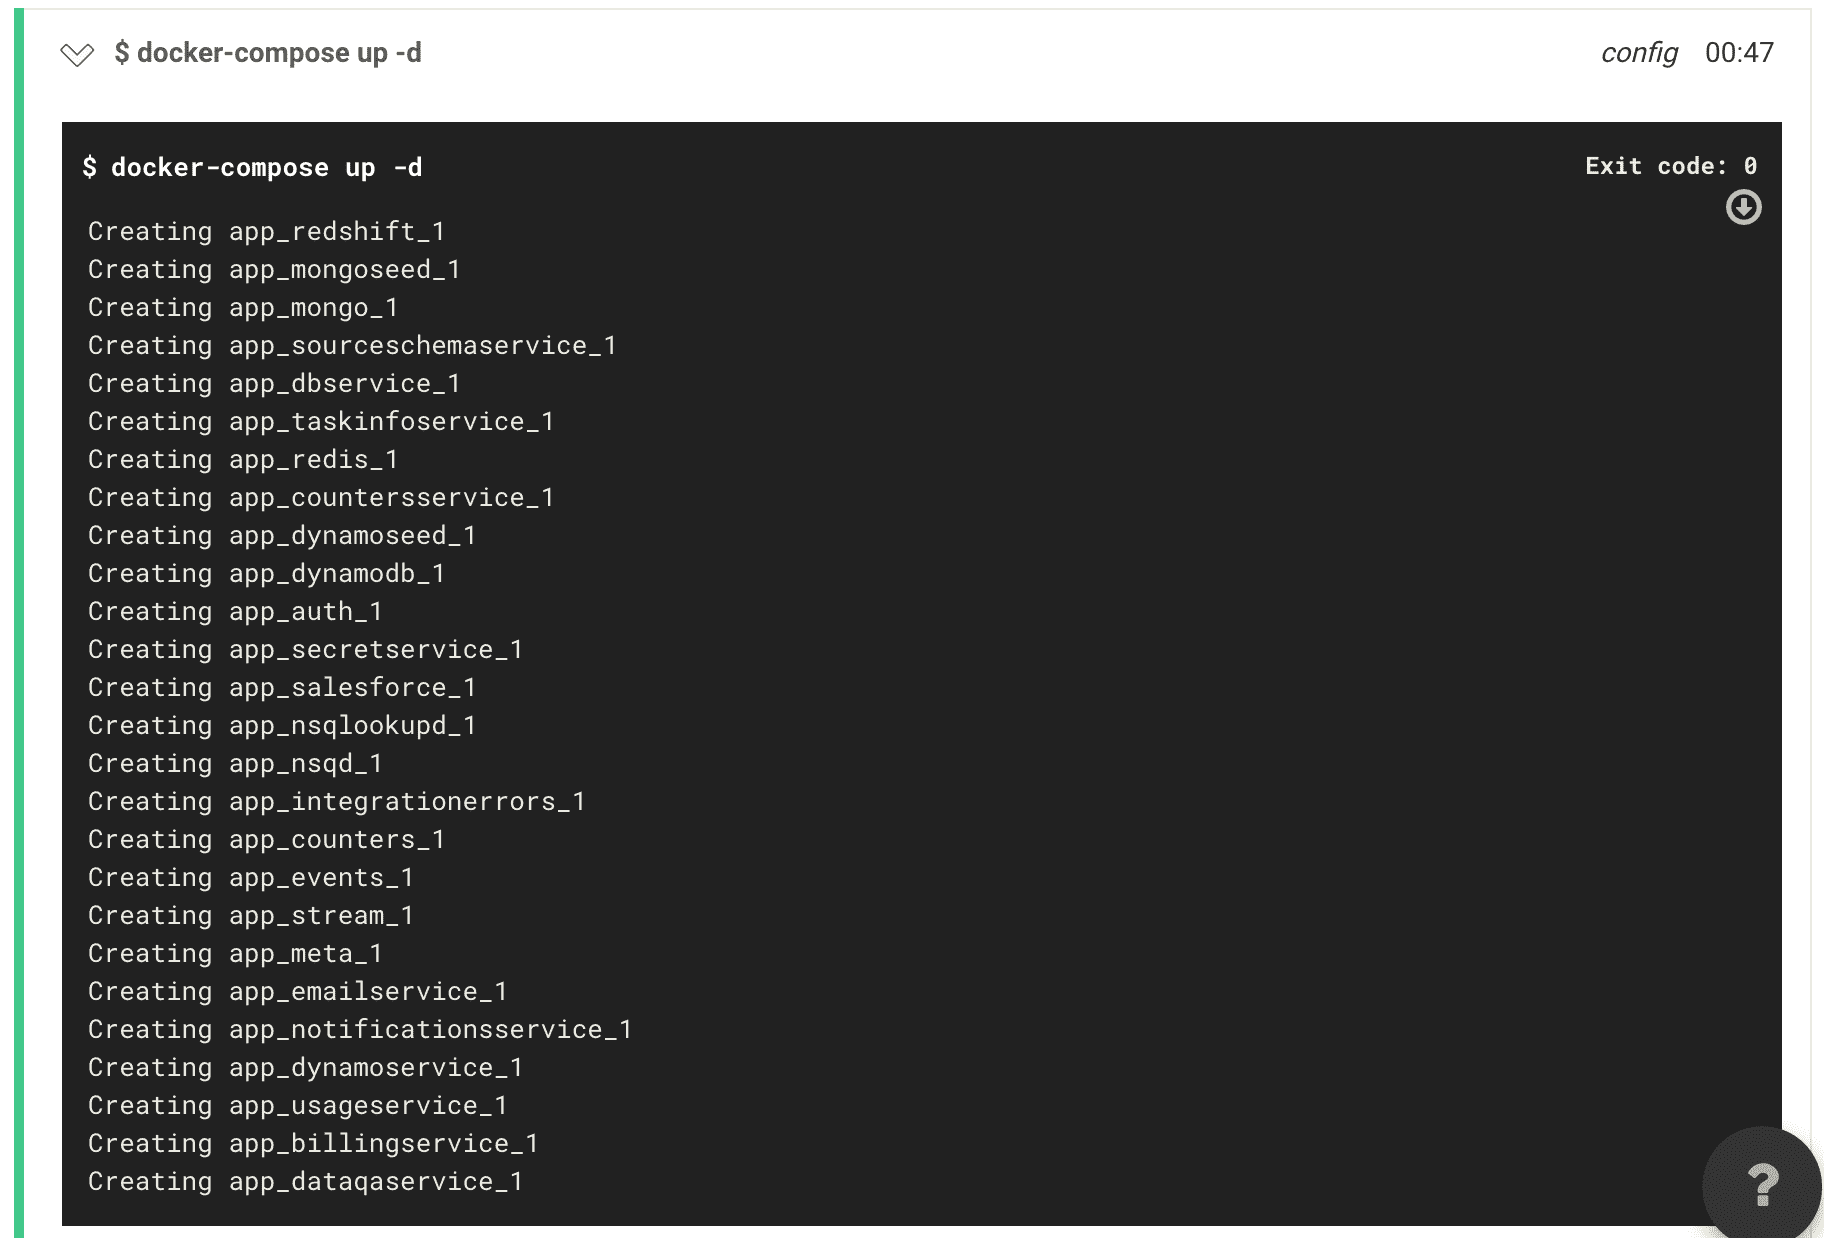 $ docker-compose up -d
config 00:47
$ docker-compose up -d
Exit code: 0
Creating app_redshift_1
Creating app_mongoseed_1
Creating app_mongo_1
Creating app_sourceschemaservice_1
Creating app_dbservice_1
Creating app_taskinfoservice_1
Creating app_redis_1
Creating app_countersservice_1
Creating app_dynamoseed_1
Creating app_dynamodb_1
Creating app_auth_1
Creating app_secretservice_1
Creating app_salesforce_1
Creating app_nsqlookupd_1
Creating app_nsqd_1
Creating app_integrationerrors_1
Creating app_counters_1
Creating app_events_1
Creating app_stream_1
Creating app_meta_1
Creating app_emailservice_1
Creating app_notificationsservice_1
Creating app_dynamoservice_1
Creating app_usageservice_1
Creating app_billingservice_1
Creating app_dataqaservice_1
?